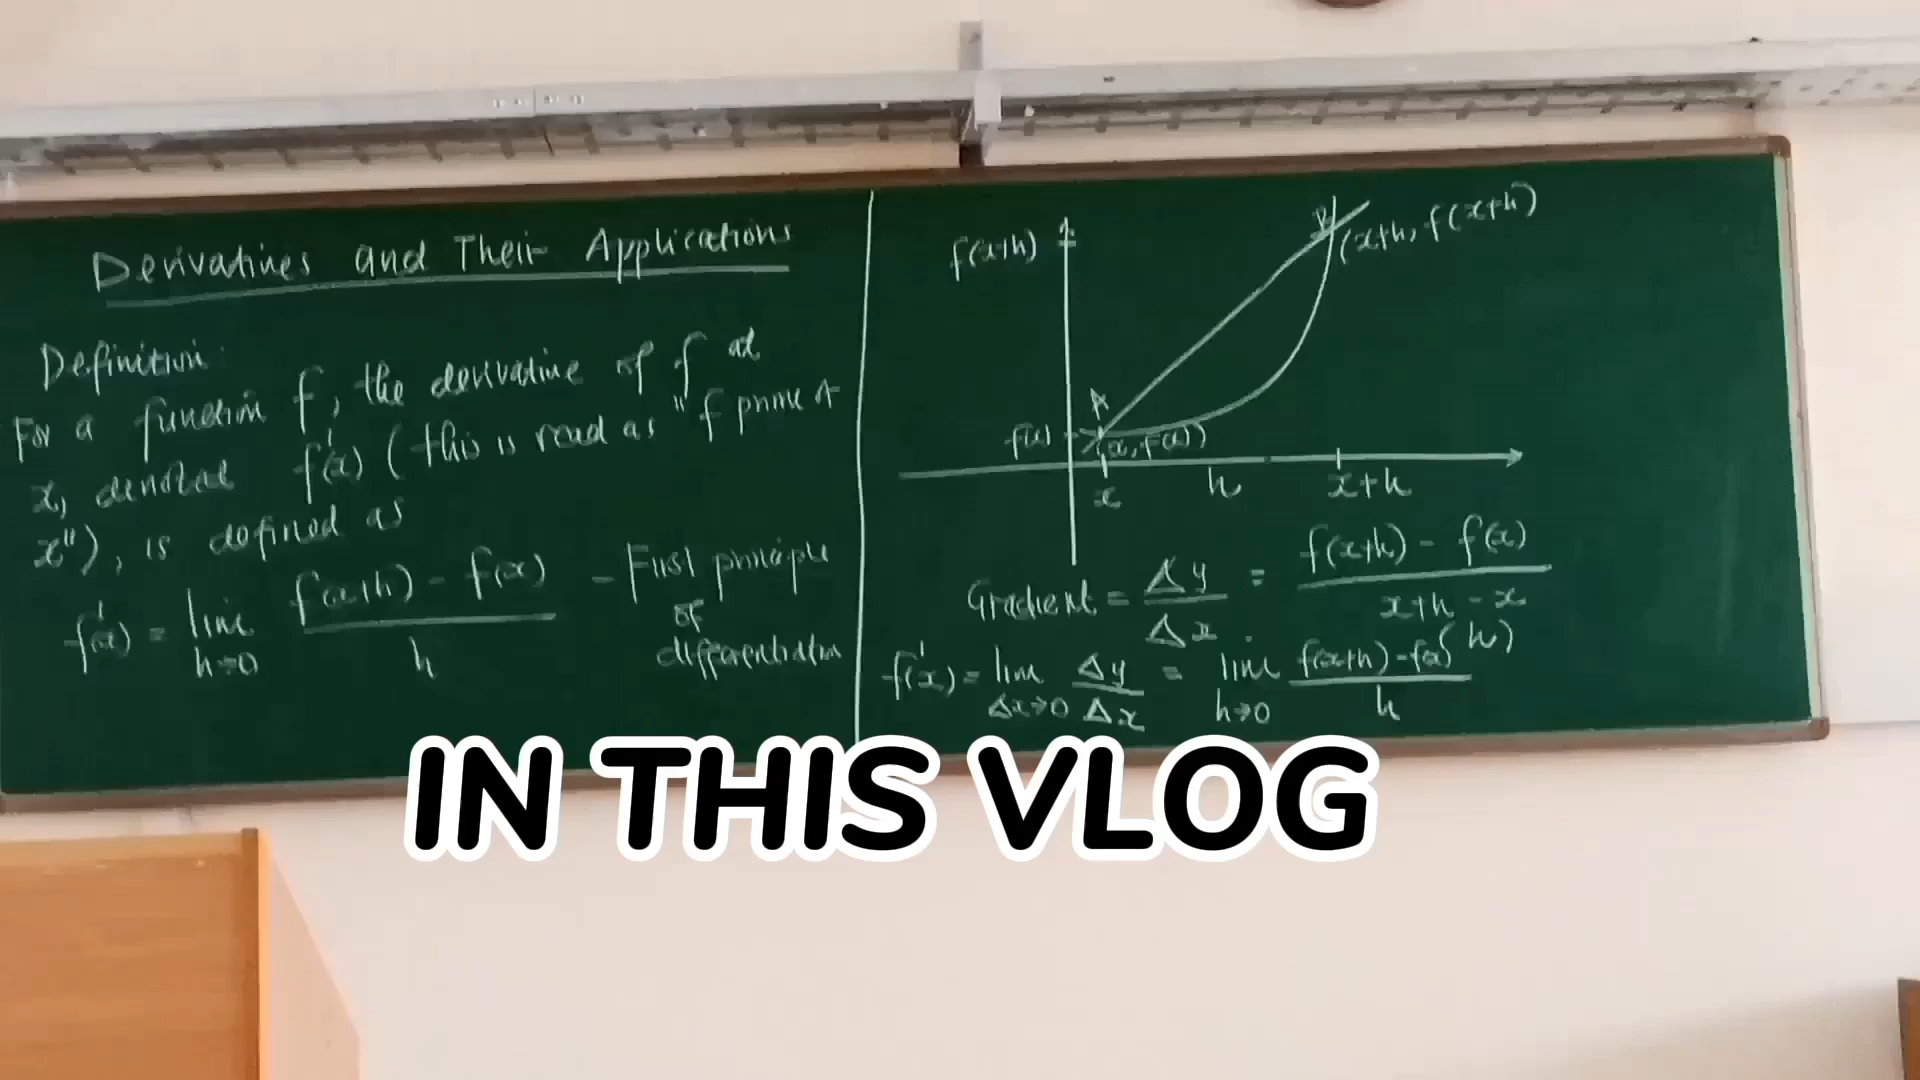 Derivatives and Their Applications
Definition:
For a function f, the derivative of f at
x, denoted f'(x) (this is read as "f prime of
x"), is defined as
f'(x) = lim h→0 f(x+h) - f(x) / h - First principle
of
differentiation
f(x+h)
B
(x+h, f(x+h)
A
f(x)
(x, f(x))
x h x+h
Gradient = Δy / Δx = f(x+h) - f(x) / x+h - x
(h)
f'(x) = lim Δx→0 Δy / Δx = lim h→0 f(x+h) - f(x) / h
IN THIS VLOG